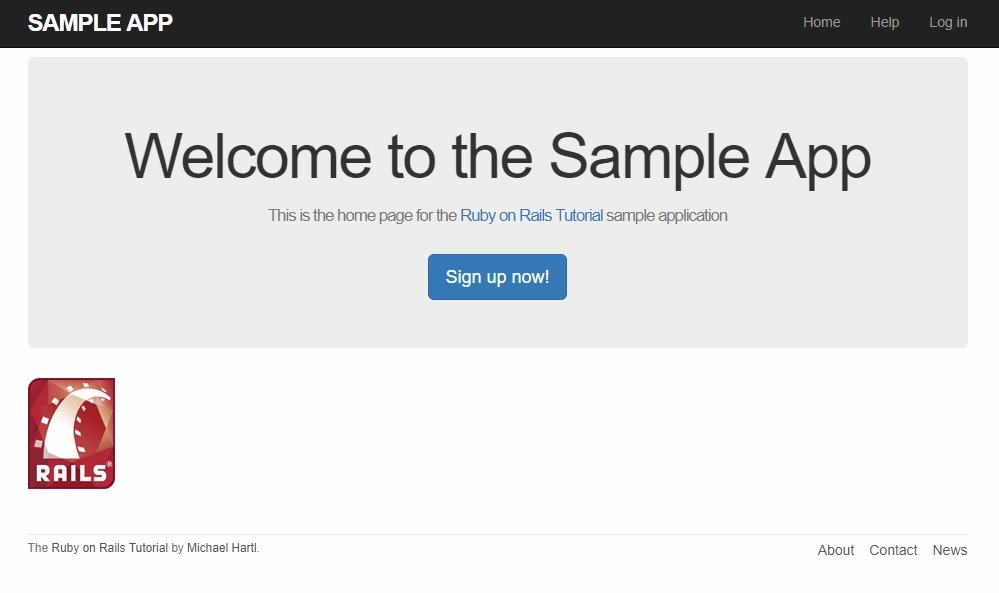 SAMPLE APP Home Help Log in
Welcome to the Sample App
This is the home page for the Ruby on Rails Tutorial sample application
Sign up now!
RAILS®
The Ruby on Rails Tutorial by Michael Hartl. About Contact News